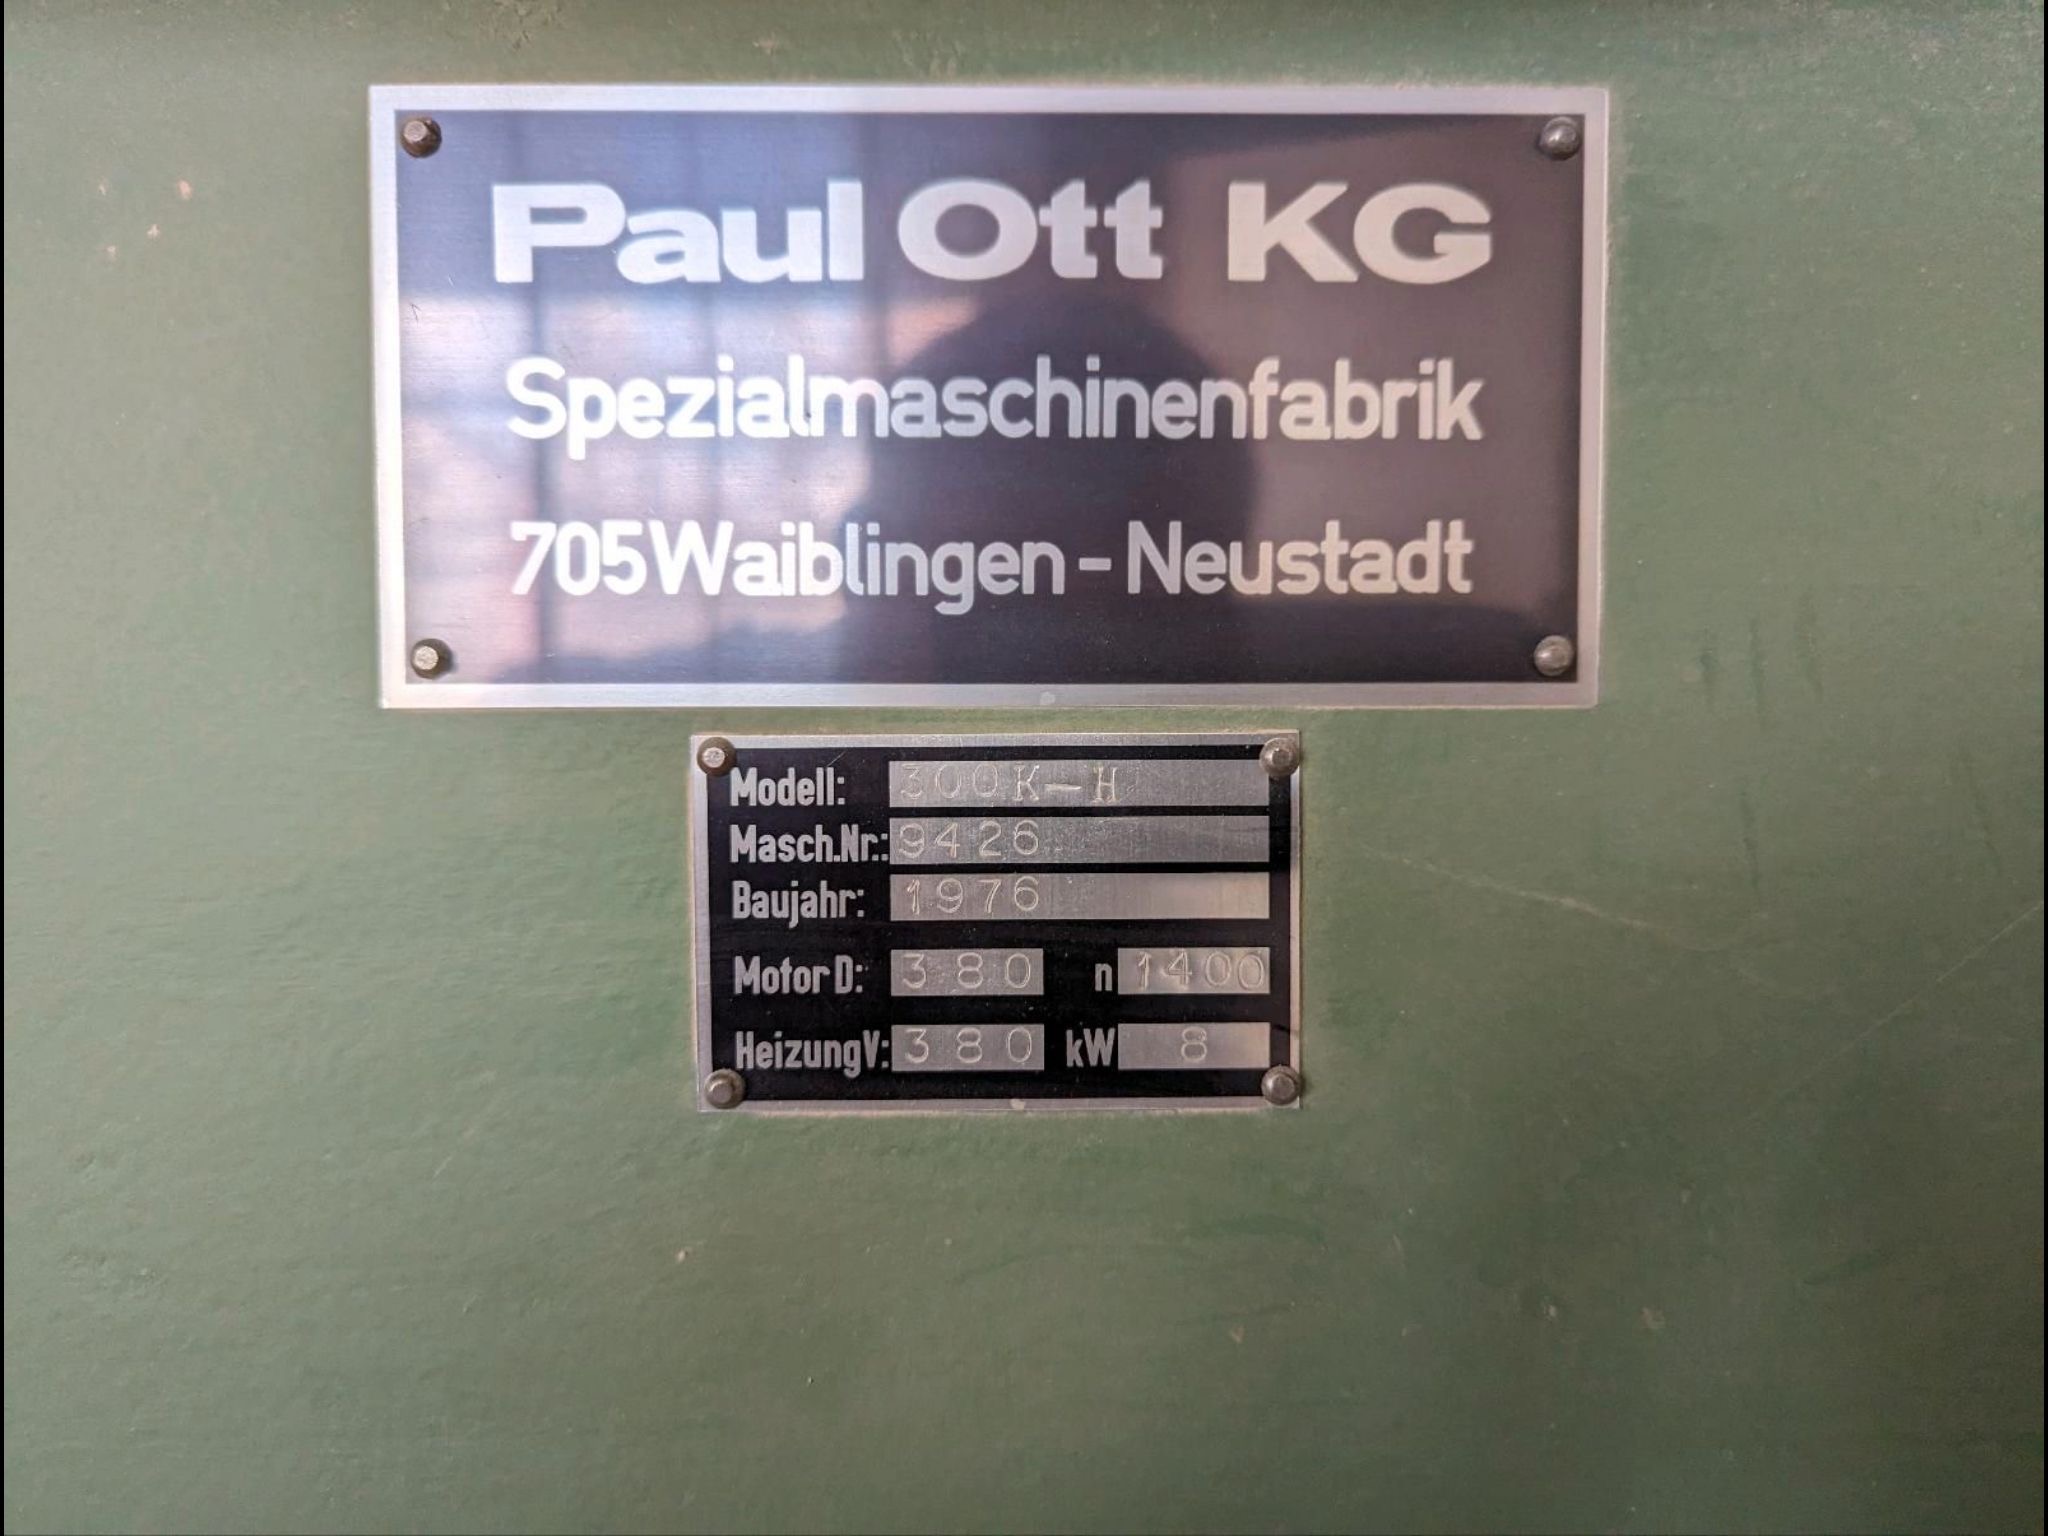 Paul Ott KG
Spezialmaschinenfabrik
705 Waiblingen - Neustadt
Modell: 300K-H
Masch.Nr.: 9426
Baujahr: 1976
Motor D: 380 n 1400
Heizung V: 380 kW 8